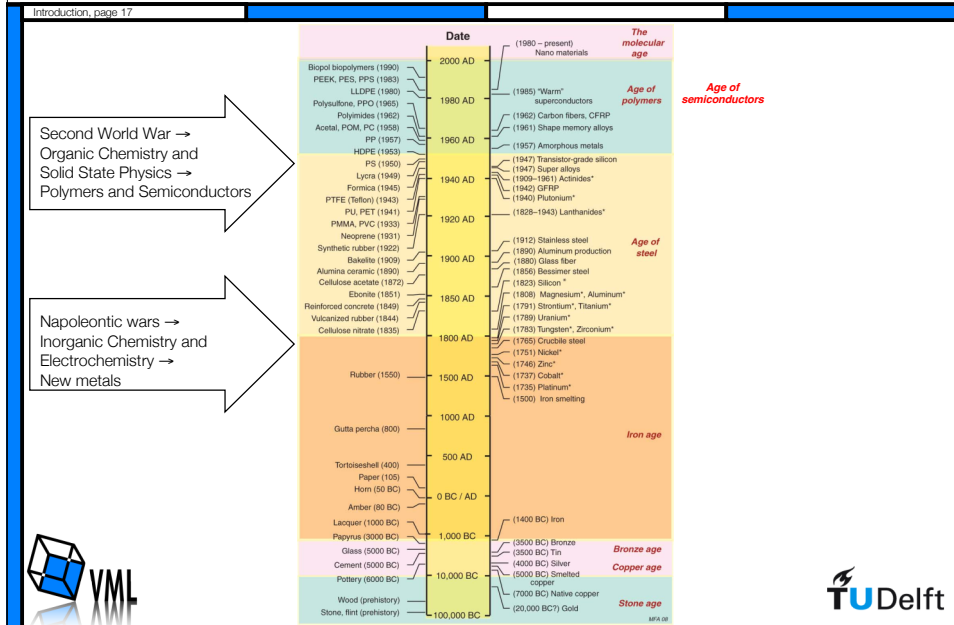 Introduction, page 17
Date
The
molecular
age
(1980 – present)
Nano materials
2000 AD
Biopol biopolymers (1990)
PEEK, PES, PPS (1983)
LLDPE (1980)
Polysulfone, PPO (1965)
Polyimides (1962)
Acetal, POM, PC (1958)
PP (1957)
HDPE (1953)
1980 AD
1960 AD
(1985) "Warm"
superconductors
(1962) Carbon fibers, CFRP
(1961) Shape memory alloys
(1957) Amorphous metals
Age of
polymers
Age of
semiconductors
Second World War →
Organic Chemistry and
Solid State Physics →
Polymers and Semiconductors
PS (1950)
Lycra (1949)
Formica (1945)
PTFE (Teflon) (1943)
PU, PET (1941)
PMMA, PVC (1933)
Neoprene (1931)
Synthetic rubber (1922)
Bakelite (1909)
Alumina ceramic (1890)
Cellulose acetate (1872)
Ebonite (1851)
Reinforced concrete (1849)
Vulcanized rubber (1844)
Cellulose nitrate (1835)
1940 AD
1920 AD
1900 AD
1850 AD
1800 AD
(1947) Transistor-grade silicon
(1947) Super alloys
(1909–1961) Actinides*
(1942) GFRP
(1940) Plutonium*
(1828–1943) Lanthanides*
(1912) Stainless steel
(1890) Aluminum production
(1880) Glass fiber
(1856) Bessimer steel
(1823) Silicon *
(1808) Magnesium*, Aluminum*
(1791) Strontium*, Titanium*
(1789) Uranium*
(1783) Tungsten*, Zirconium*
Age of
steel
Napoleontic wars →
Inorganic Chemistry and
Electrochemistry →
New metals
(1765) Crucbile steel
(1751) Nickel*
(1746) Zinc*
(1737) Cobalt*
(1735) Platinum*
(1500) Iron smelting
Rubber (1550)
1500 AD
1000 AD
Gutta percha (800)
500 AD
Iron age
Tortoiseshell (400)
Paper (105)
Horn (50 BC)
0 BC / AD
Amber (80 BC)
Lacquer (1000 BC)
(1400 BC) Iron
1,000 BC
Papyrus (3000 BC)
Glass (5000 BC)
Cement (5000 BC)
Pottery (6000 BC)
10,000 BC
(3500 BC) Bronze
(3500 BC) Tin
(4000 BC) Silver
(5000 BC) Smelted
copper
(7000 BC) Native copper
(20,000 BC?) Gold
Bronze age
Copper age
Stone age
Wood (prehistory)
Stone, flint (prehistory)
100,000 BC
MFA 08
VML
TUDelft